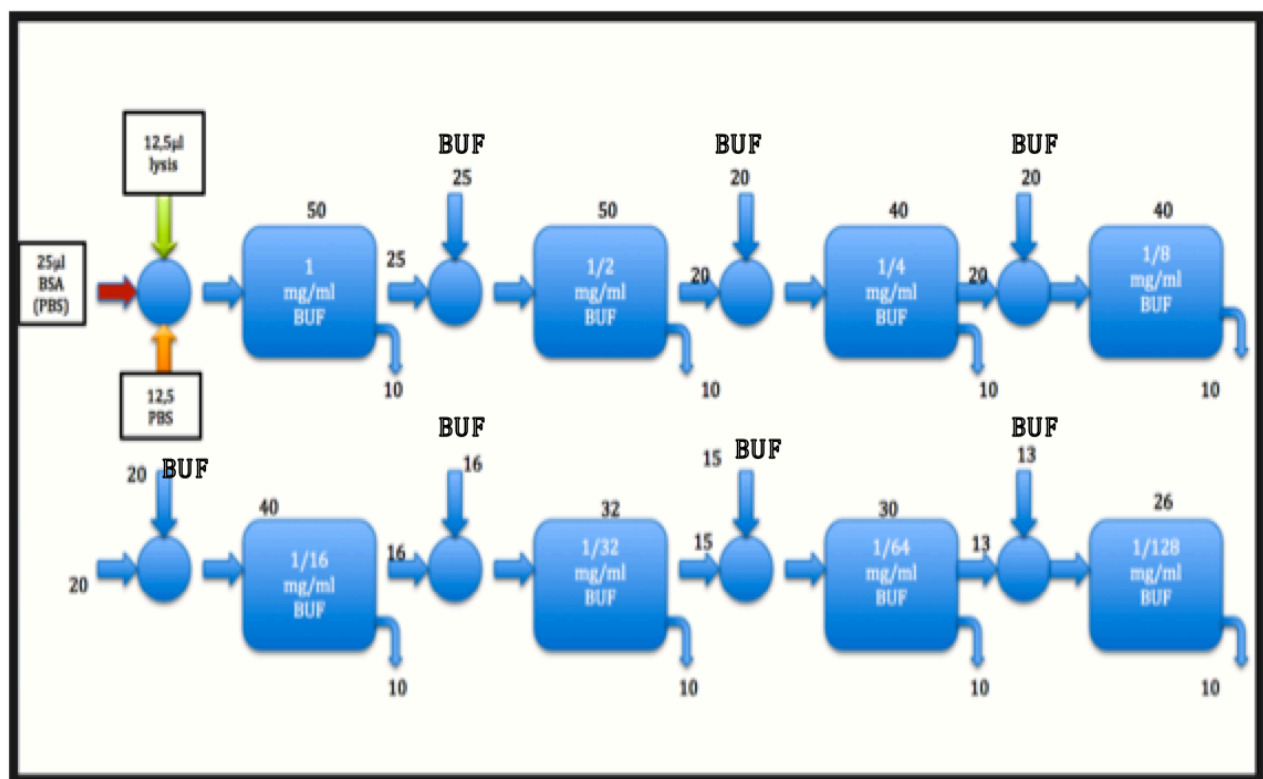 12,5µl
lysis
BUF
BUF
BUF
25
20
20
50
50
40
40
25µl
BSA
(PBS)
1
mg/ml
BUF
25
1/2
mg/ml
BUF
20
1/4
mg/ml
BUF
20
1/8
mg/ml
BUF
10
10
10
10
12,5
PBS
20
BUF
BUF
16
15
BUF
BUF
13
40
32
30
26
20
1/16
mg/ml
BUF
16
1/32
mg/ml
BUF
15
1/64
mg/ml
BUF
13
1/128
mg/ml
BUF
10
10
10
10